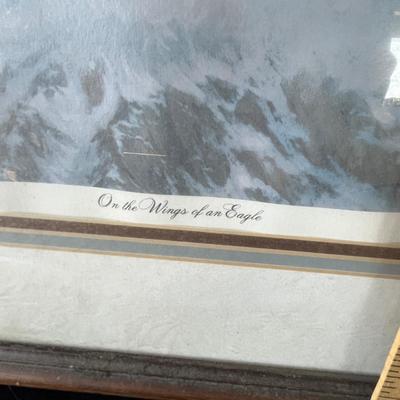 On the Wings of an Eagle